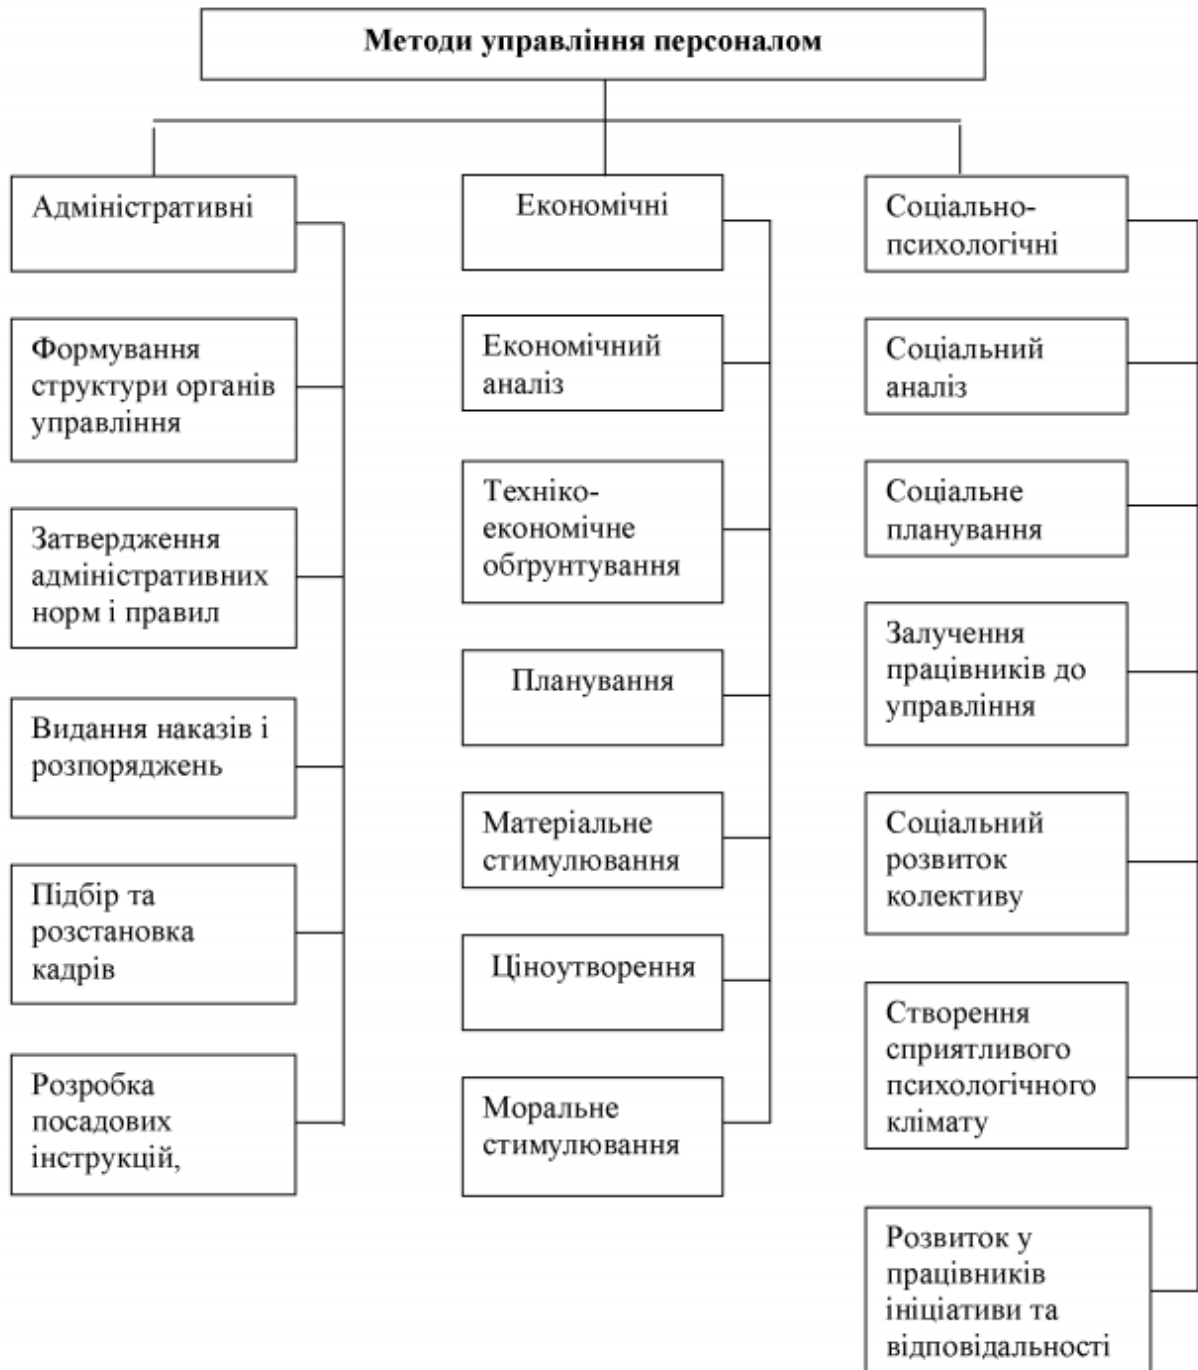 Методи управління персоналом
Адміністративні
Формування
структури органів
управління
Затвердження
адміністративних
норм і правил
Видання наказів і
розпоряджень
Підбір та
розстановка
кадрів
Розробка
посадових
інструкцій,
Економічні
Економічний
аналіз
Техніко-
економічне
обґрунтування
Планування
Матеріальне
стимулювання
Ціноутворення
Моральне
стимулювання
Соціально-
психологічні
Соціальний
аналіз
Соціальне
планування
Залучення
працівників до
управління
Соціальний
розвиток
колективу
Створення
сприятливого
психологічного
клімату
Розвиток у
працівників
ініціативи та
відповідальності